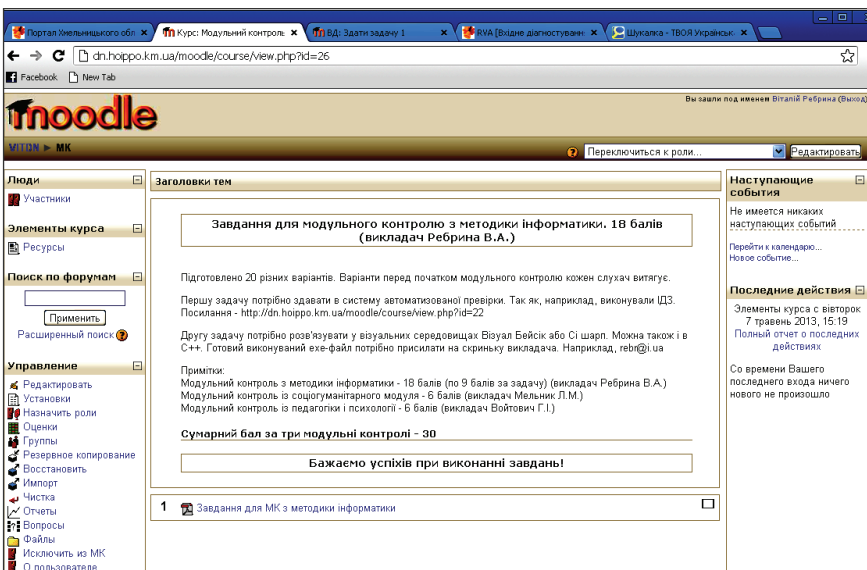 Портал Хмельницького обл
Курс: Модульний контроль
ВД: Здати задачу 1
RVA [Вхідне діагностуванн
Шукалка - ТВОЯ Українськ
dn.hoippo.km.ua/moodle/course/view.php?id=26
Facebook
New Tab
moodle
Вы зашли под именем Віталій Ребрина (Выход)
VITDN ► МК
Переключиться к роли...
Редактировать
Люди
Участники
Элементы курса
Ресурсы
Поиск по форумам
Применить
Расширенный поиск
Управление
Редактировать
Установки
Назначить роли
Оценки
Группы
Резервное копирование
Восстановить
Импорт
Чистка
Отчеты
Вопросы
Файлы
Исключить из МК
О пользователе
Заголовки тем
Завдання для модульного контролю з методики інформатики. 18 балів
(викладач Ребрина В.А.)
Підготовлено 20 різних варіантів. Варіанти перед початком модульного контролю кожен слухач витягує.
Першу задачу потрібно здавати в систему автоматизованої превірки. Так як, наприклад, виконували ІДЗ.
Посилання - http://dn.hoippo.km.ua/moodle/course/view.php?id=22
Другу задачу потрібно розв'язувати у візуальних середовищах Візуал Бейсік або Сі шарп. Можна також і в
С++. Готовий виконуваний exe-файл потрібно присилати на скриньку викладача. Наприклад, rebr@i.ua
Примітки:
Модульний контроль з методики інформатики - 18 балів (по 9 балів за задачу) (викладач Ребрина В.А.)
Модульний контроль із соціогуманітарного модуля - 6 балів (викладач Мельник Л.М.)
Модульний контроль із педагогіки і психології - 6 балів (викладач Войтович Г.І.)
Сумарний бал за три модульні контролі - 30
Бажаємо успіхів при виконанні завдань!
1 Завдання для МК з методики інформатики
Наступающие
события
Не имеется никаких
наступающих событий
Перейти к календарю...
Новое событие...
Последние действия
Элементы курса с вівторок
7 травень 2013, 15:19
Полный отчет о последних
действиях
Со времени Вашего
последнего входа ничего
нового не произошло